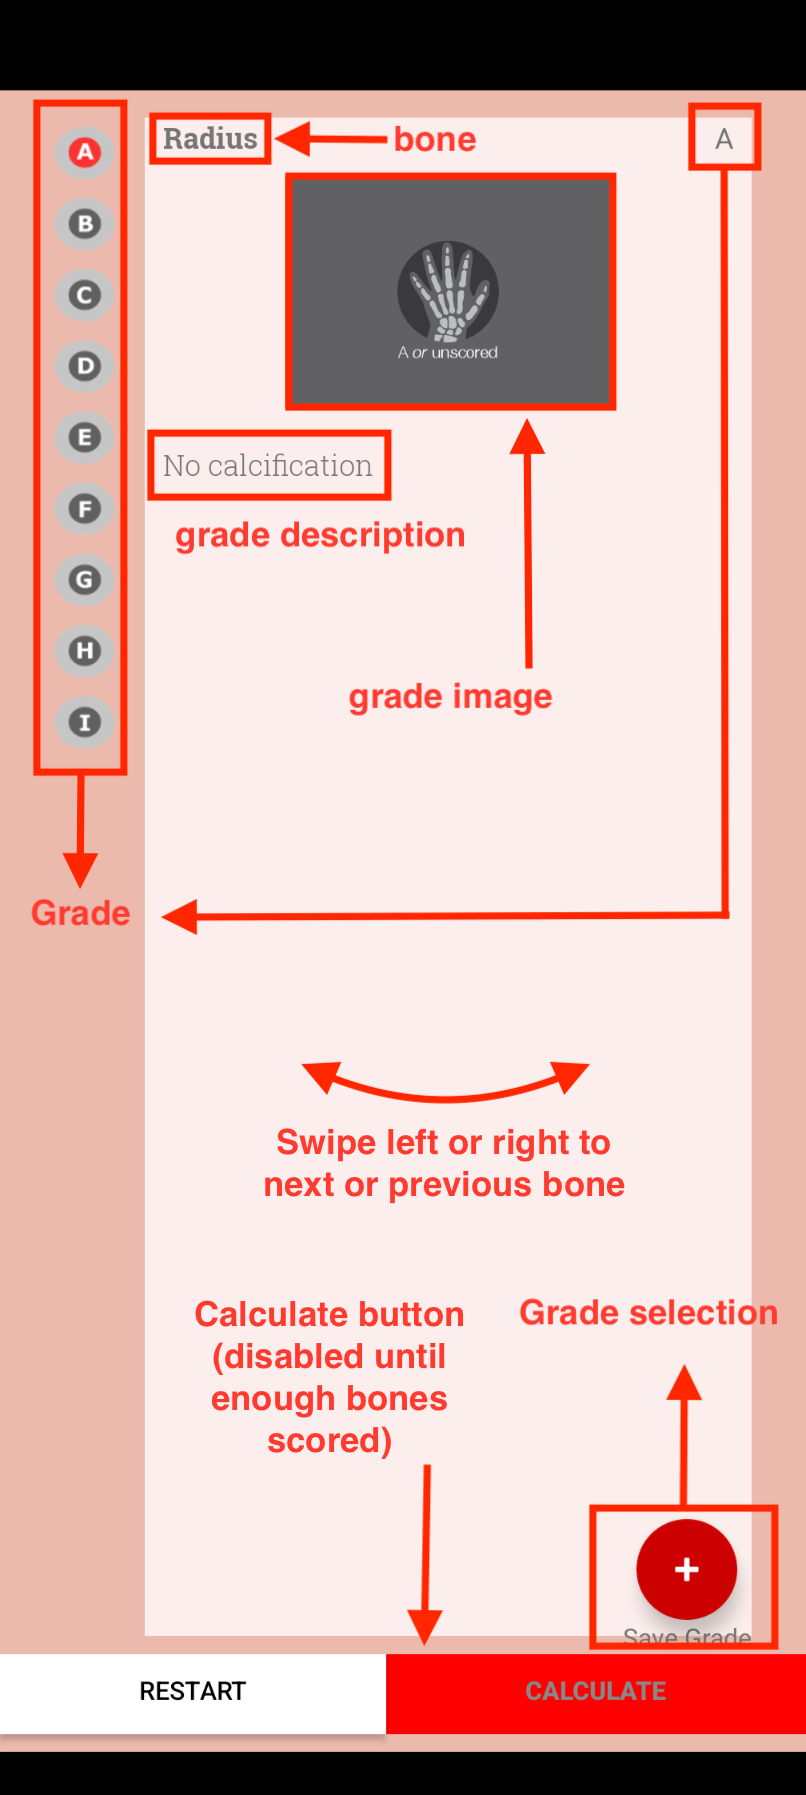 A
B
C
D
E
F
G
H
I
Grade
Radius
bone
A
A or unscored
No calcification
grade description
grade image
Swipe left or right to
next or previous bone
Calculate button
(disabled until
enough bones
scored)
Grade selection
+
Save Grade
RESTART
CALCULATE